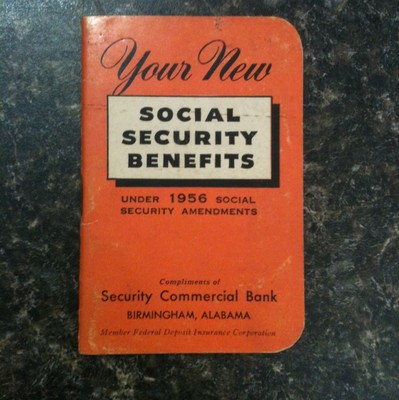 Your New
SOCIAL
SECURITY
BENEFITS
UNDER 1956 SOCIAL
SECURITY AMENDMENTS
Compliments of
Security Commercial Bank
BIRMINGHAM, ALABAMA
Member Federal Deposit Insurance Corporation